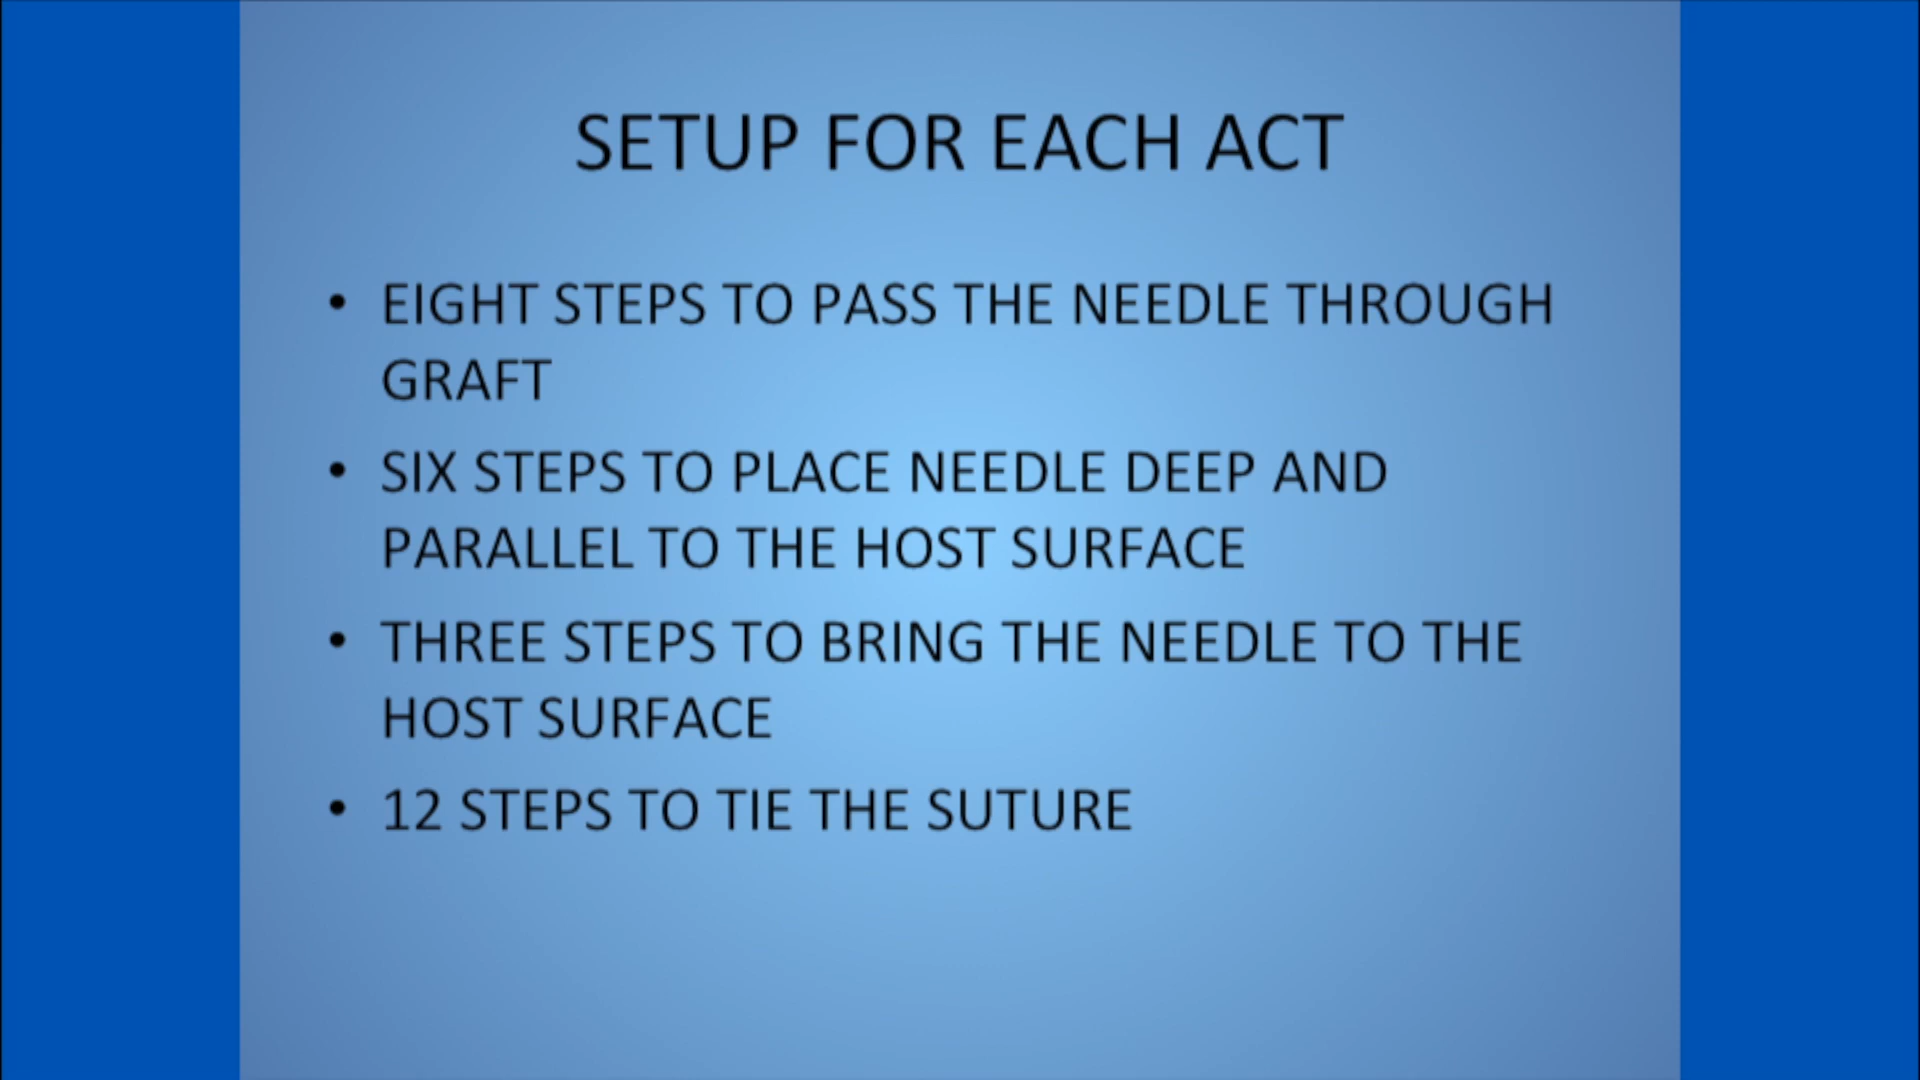 SETUP FOR EACH ACT
• EIGHT STEPS TO PASS THE NEEDLE THROUGH
GRAFT
• SIX STEPS TO PLACE NEEDLE DEEP AND
PARALLEL TO THE HOST SURFACE
• THREE STEPS TO BRING THE NEEDLE TO THE
HOST SURFACE
• 12 STEPS TO TIE THE SUTURE